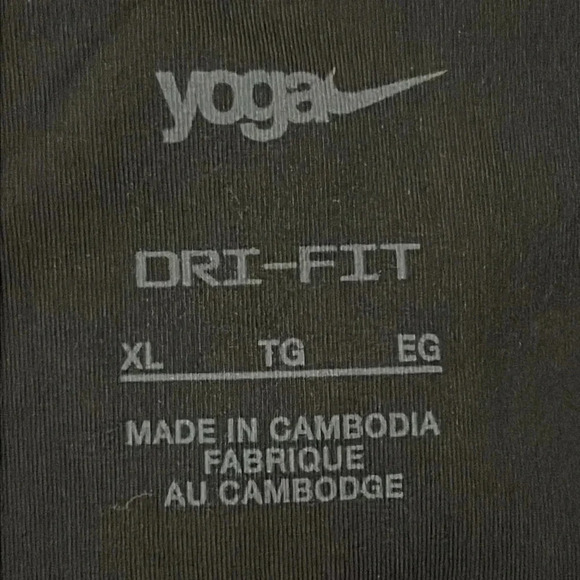 yoga
DRI-FIT
XL TG EG
MADE IN CAMBODIA
FABRIQUE
AU CAMBODGE